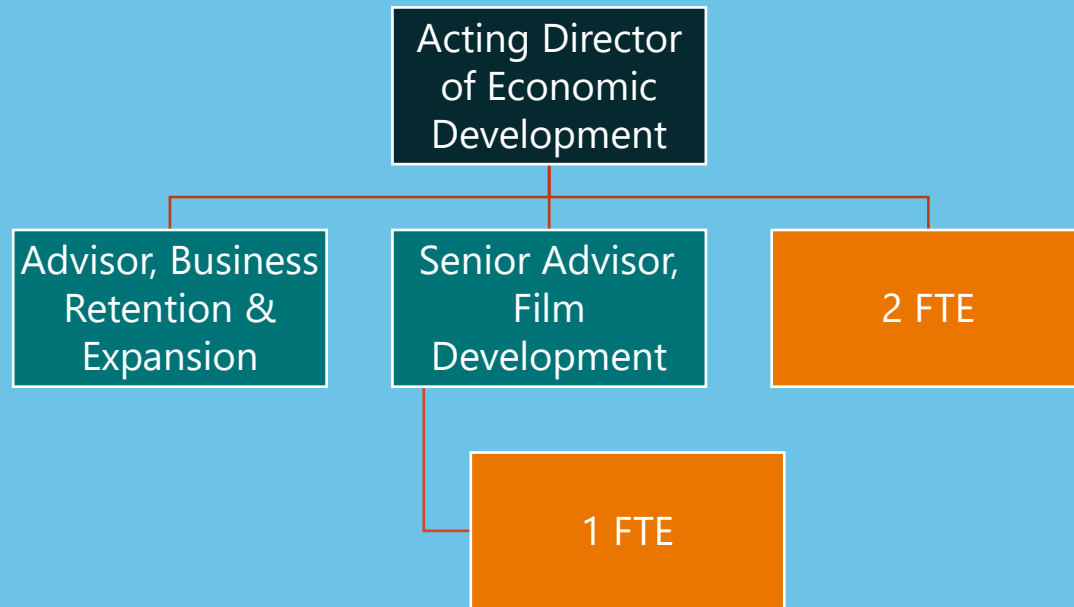 Acting Director
of Economic
Development
Advisor, Business
Retention &
Expansion
Senior Advisor,
Film
Development
2 FTE
1 FTE